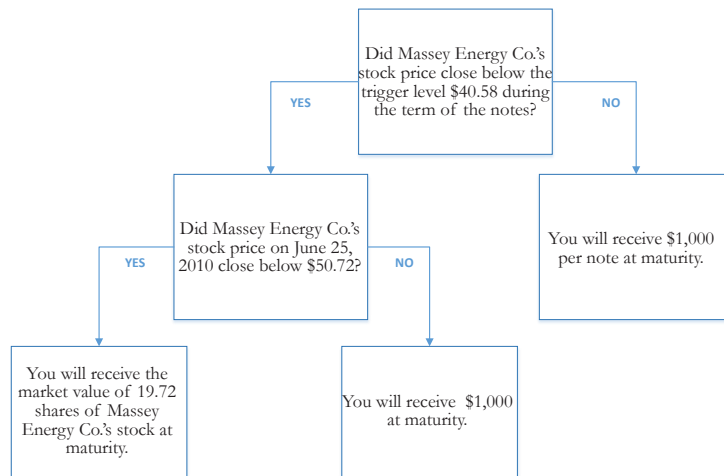 Did Massey Energy Co.'s
stock price close below the
trigger level $40.58 during
the term of the notes?
YES
NO
Did Massey Energy Co.'s
stock price on June 25,
2010 close below $50.72?
You will receive $1,000
per note at maturity.
YES
NO
You will receive the
market value of 19.72
shares of Massey
Energy Co.'s stock at
maturity.
You will receive $1,000
at maturity.